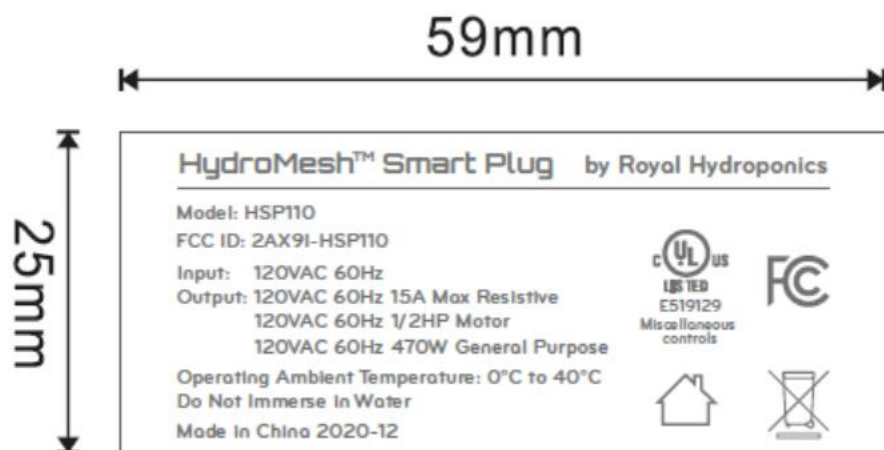 59mm
25mm
HydroMesh™ Smart Plug by Royal Hydroponics
Model: HSP110
FCC ID: 2AX9I-HSP110
Input: 120VAC 60Hz
Output: 120VAC 60Hz 15A Max Resistive
120VAC 60Hz 1/2HP Motor
120VAC 60Hz 470W General Purpose
Operating Ambient Temperature: 0°C to 40°C
Do Not Immerse in Water
Made in China 2020-12
C UL US
LISTED
E519129
Miscellaneous
controls
FC